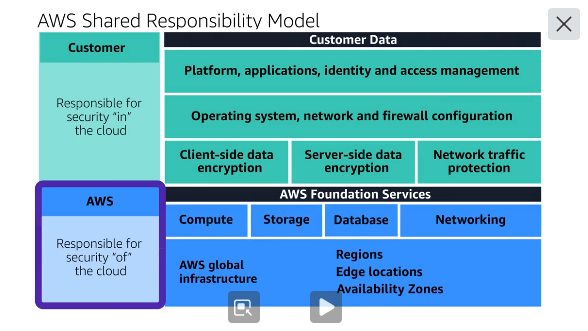 AWS Shared Responsibility Model
Customer
Customer Data
Responsible for
security "in"
the cloud
Platform, applications, identity and access management
Operating system, network and firewall configuration
Client-side data
encryption
Server-side data
encryption
Network traffic
protection
AWS
AWS Foundation Services
Responsible for
security "of"
the cloud
Compute
Storage
Database
Networking
AWS global
infrastructure
Regions
Edge locations
Availability Zones